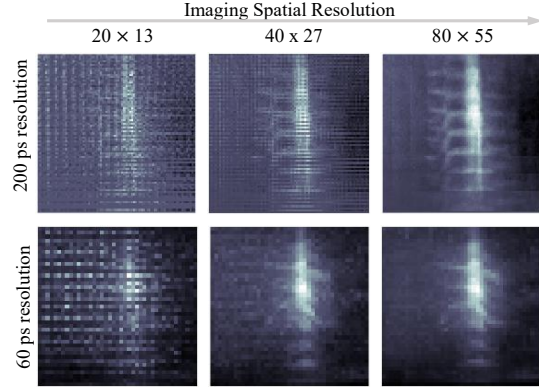 Imaging Spatial Resolution
20 × 13
40 x 27
80 × 55
200 ps resolution
60 ps resolution